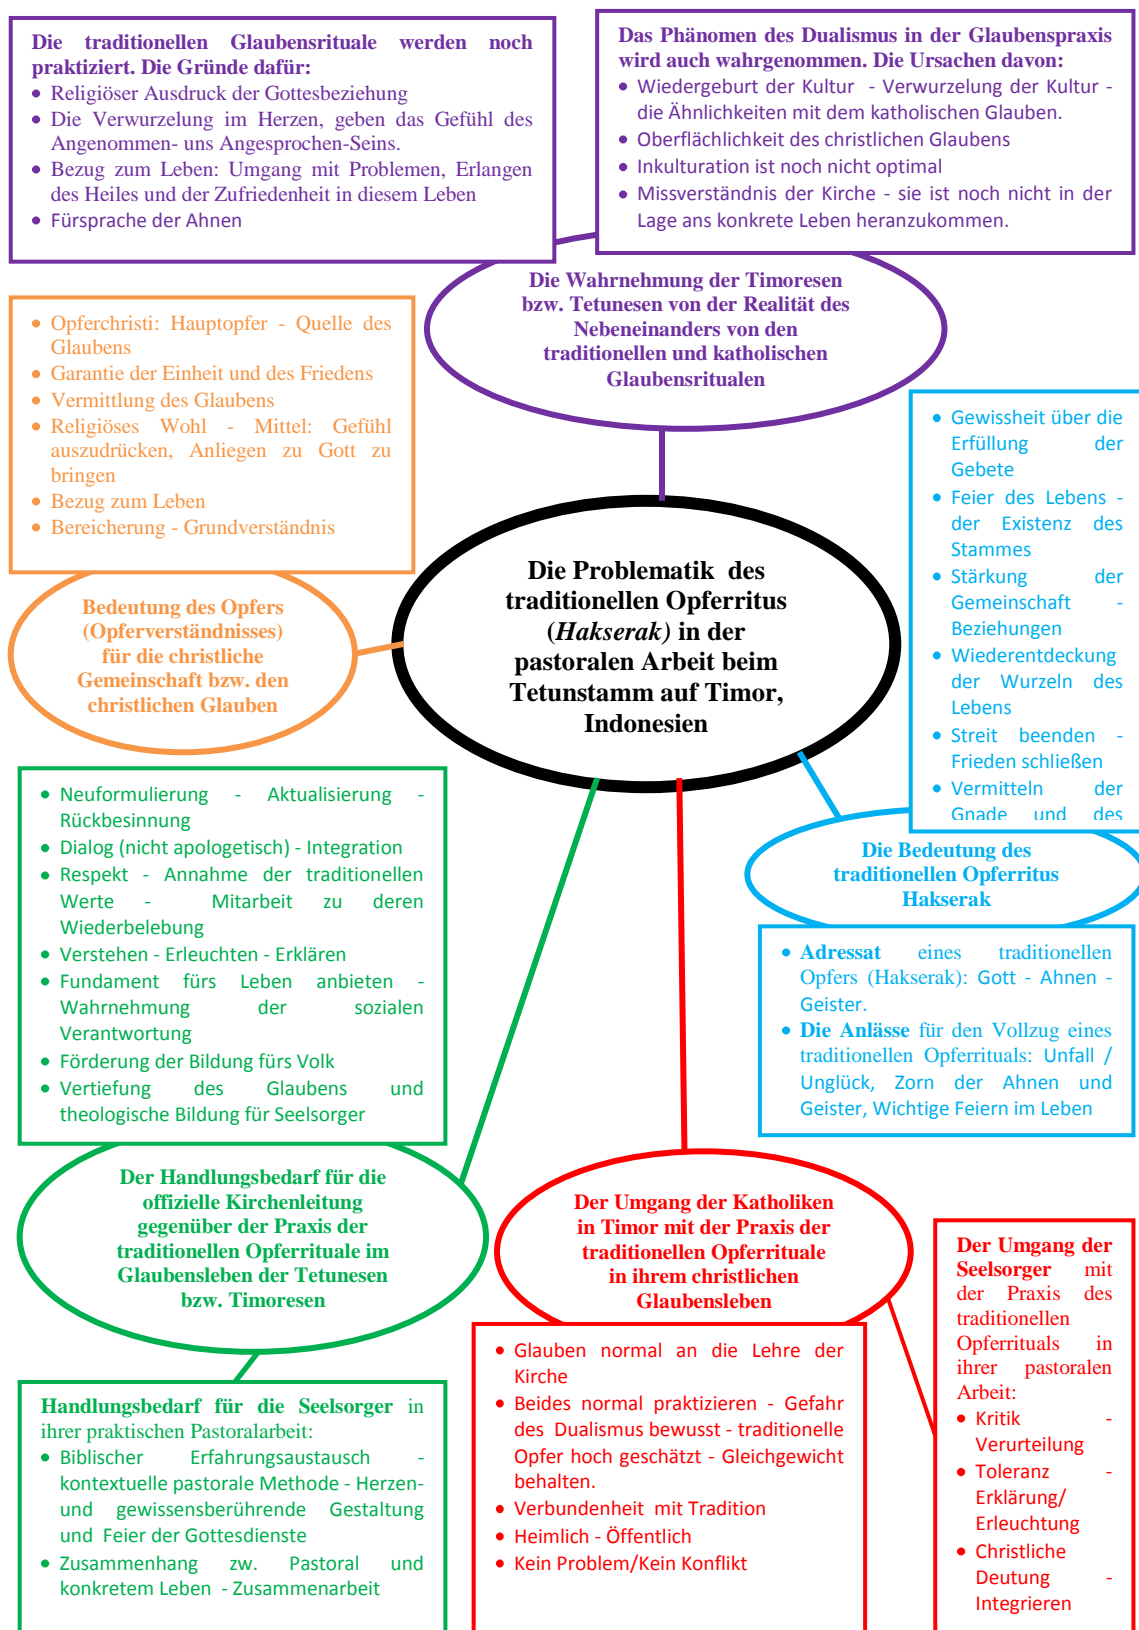 Die traditionellen Glaubensrituale werden noch
praktiziert. Die Gründe dafür:
• Religiöser Ausdruck der Gottesbeziehung
• Die Verwurzelung im Herzen, geben das Gefühl des
Angenommen- uns Angesprochen-Seins.
• Bezug zum Leben: Umgang mit Problemen, Erlangen
des Heiles und der Zufriedenheit in diesem Leben
• Fürsprache der Ahnen
Das Phänomen des Dualismus in der Glaubenspraxis
wird auch wahrgenommen. Die Ursachen davon:
• Wiedergeburt der Kultur - Verwurzelung der Kultur -
die Ähnlichkeiten mit dem katholischen Glauben.
• Oberflächlichkeit des christlichen Glaubens
• Inkulturation ist noch nicht optimal
• Missverständnis der Kirche - sie ist noch nicht in der
Lage ans konkrete Leben heranzukommen.
Die Wahrnehmung der Timoresen
bzw. Tetunesen von der Realität des
Nebeneinanders von den
traditionellen und katholischen
Glaubensritualen
• Opferchristi: Hauptopfer - Quelle des
Glaubens
• Garantie der Einheit und des Friedens
• Vermittlung des Glaubens
• Religiöses Wohl - Mittel: Gefühl
auszudrücken, Anliegen zu Gott zu
bringen
• Bezug zum Leben
• Bereicherung - Grundverständnis
Bedeutung des Opfers
(Opferverständnisses)
für die christliche
Gemeinschaft bzw. den
christlichen Glauben
Die Problematik des
traditionellen Opferritus
(Hakserak) in der
pastoralen Arbeit beim
Tetunstamm auf Timor,
Indonesien
• Gewissheit über die
Erfüllung der
Gebete
• Feier des Lebens -
der Existenz des
Stammes
• Stärkung der
Gemeinschaft -
Beziehungen
• Wiederentdeckung
der Wurzeln des
Lebens
• Streit beenden -
Frieden schließen
• Vermitteln der
Gnade und des
Die Bedeutung des
traditionellen Opferritus
Hakserak
• Adressat eines traditionellen
Opfers (Hakserak): Gott - Ahnen -
Geister.
• Die Anlässe für den Vollzug eines
traditionellen Opferrituals: Unfall /
Unglück, Zorn der Ahnen und
Geister, Wichtige Feiern im Leben
• Neuformulierung - Aktualisierung -
Rückbesinnung
• Dialog (nicht apologetisch) - Integration
• Respekt - Annahme der traditionellen
Werte - Mitarbeit zu deren
Wiederbelebung
• Verstehen - Erleuchten - Erklären
• Fundament fürs Leben anbieten -
Wahrnehmung der sozialen
Verantwortung
• Förderung der Bildung fürs Volk
• Vertiefung des Glaubens und
theologische Bildung für Seelsorger
Der Handlungsbedarf für die
offizielle Kirchenleitung
gegenüber der Praxis der
traditionellen Opferrituale im
Glaubensleben der Tetunesen
bzw. Timoresen
Handlungsbedarf für die Seelsorger in
ihrer praktischen Pastoralarbeit:
• Biblischer Erfahrungsaustausch -
kontextuelle pastorale Methode - Herzen-
und gewissensberührende Gestaltung
und Feier der Gottesdienste
• Zusammenhang zw. Pastoral und
konkretem Leben - Zusammenarbeit
Der Umgang der Katholiken
in Timor mit der Praxis der
traditionellen Opferrituale
in ihrem christlichen
Glaubensleben
• Glauben normal an die Lehre der
Kirche
• Beides normal praktizieren - Gefahr
des Dualismus bewusst - traditionelle
Opfer hoch geschätzt - Gleichgewicht
behalten.
• Verbundenheit mit Tradition
• Heimlich - Öffentlich
• Kein Problem/Kein Konflikt
Der Umgang der
Seelsorger mit
der Praxis des
traditionellen
Opferrituals in
ihrer pastoralen
Arbeit:
• Kritik -
Verurteilung
• Toleranz -
Erklärung/
Erleuchtung
• Christliche
Deutung -
Integrieren